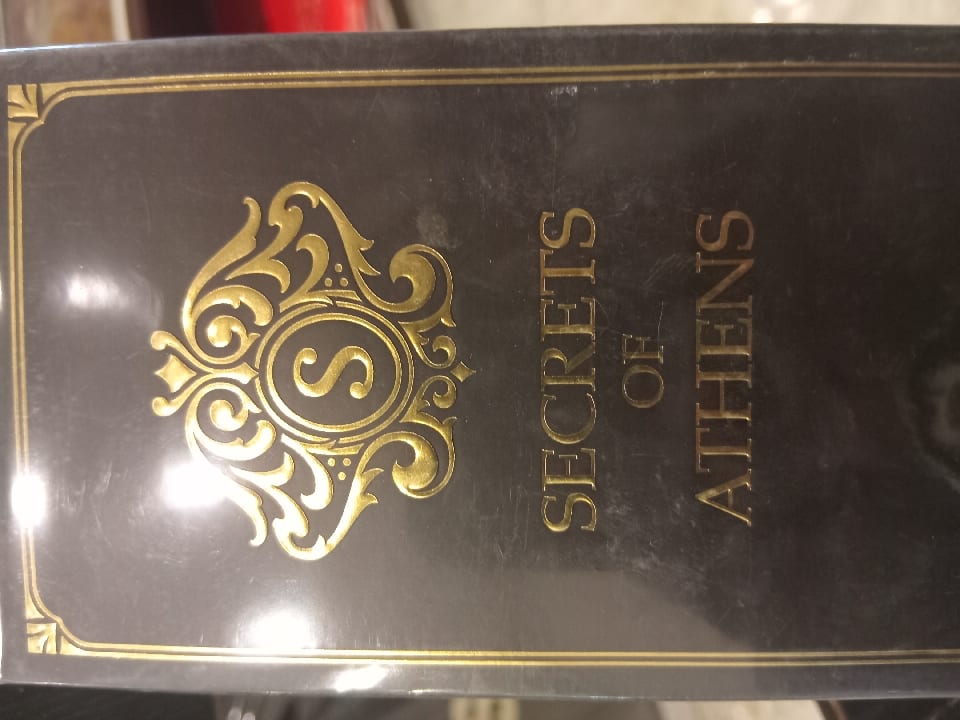 S
SECRETS
OF
ATHENS